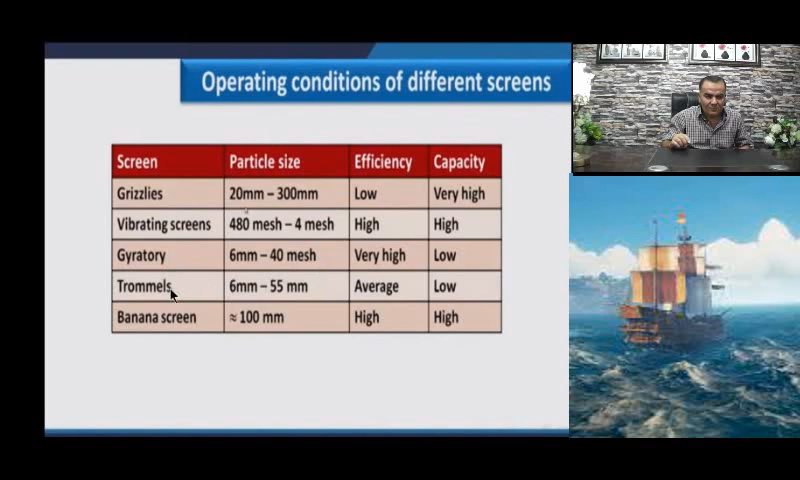 Operating conditions of different screens
Screen Particle size Efficiency Capacity
Grizzlies 20mm – 300mm Low Very high
Vibrating screens 480 mesh – 4 mesh High High
Gyratory 6mm – 40 mesh Very high Low
Trommels 6mm – 55 mm Average Low
Banana screen ≈ 100 mm High High